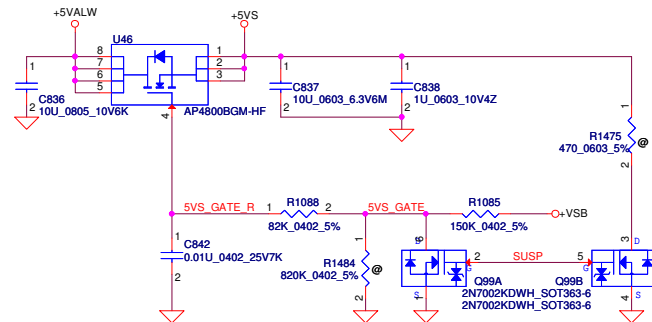 +5VALW
+5VS
U46
8
7
6
5
1
2
3
4
AP4800BGM-HF
1
2
C836
10U_0805_10V6K
1
2
C837
10U_0603_6.3V6M
1
2
C838
1U_0603_10V4Z
1
R1475
@
470_0603_5%
2
5VS_GATE_R
1
R1088
2
82K_0402_5%
5VS_GATE
R1085
150K_0402_5%
+VSB
1
C842
0.01U_0402_25V7K
2
1
R1484
@
820K_0402_5%
2
6
D
2
G
S
1
SUSP
5
G
3
D
4
S
Q99A
Q99B
2N7002KDWH_SOT363-6
2N7002KDWH_SOT363-6